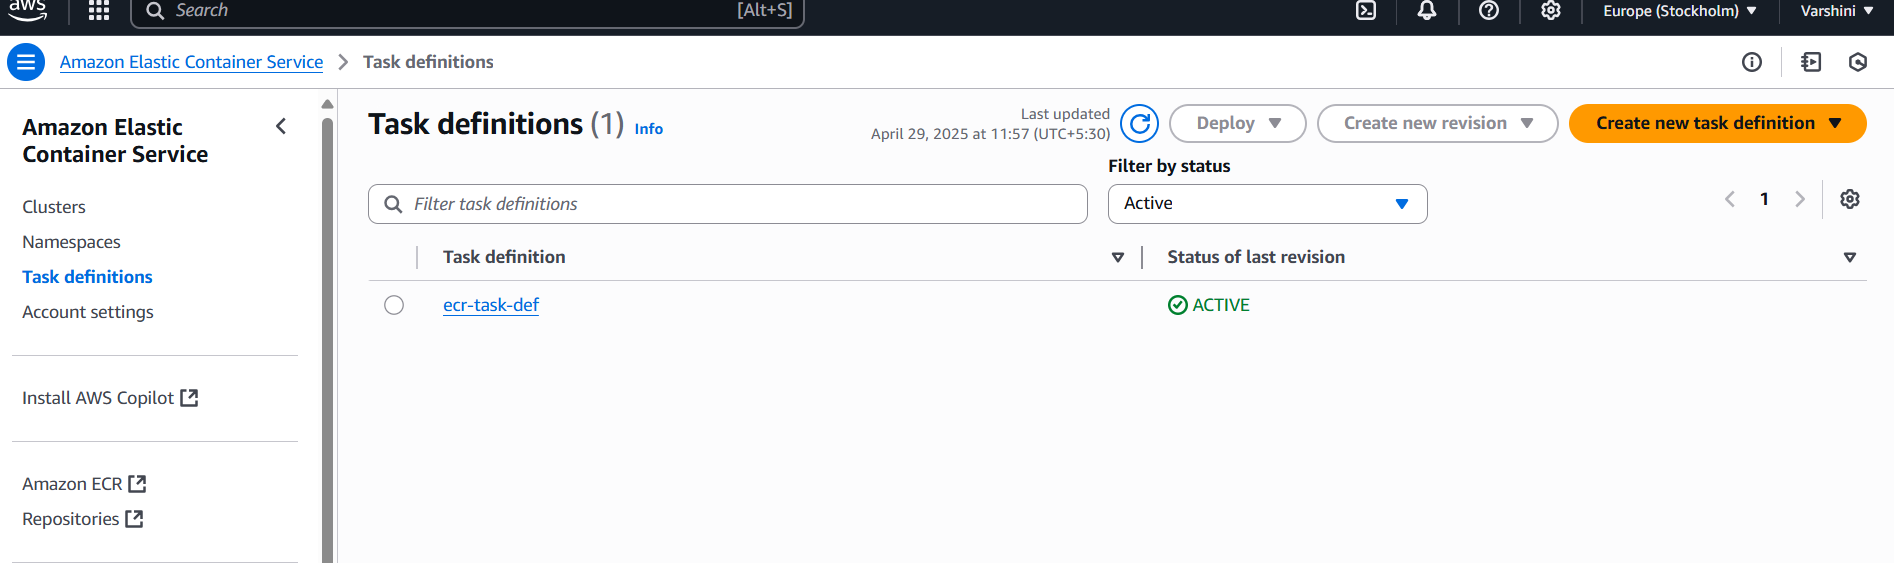 aws
Search
[Alt+S]
Europe (Stockholm)
Varshini
Amazon Elastic Container Service
Task definitions
Amazon Elastic
Container Service
Clusters
Namespaces
Task definitions
Account settings
Install AWS Copilot
Amazon ECR
Repositories
Task definitions (1) Info
Last updated
April 29, 2025 at 11:57 (UTC+5:30)
Deploy
Create new revision
Create new task definition
Filter by status
Filter task definitions
Active
1
Task definition
Status of last revision
ecr-task-def
ACTIVE